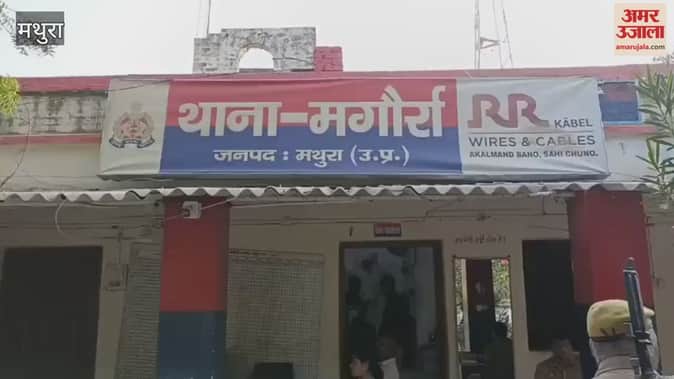 मथुरा
अमर
उजाला
amarujala.com
थाना-मगोर्रा
जनपद : मथुरा (उ.प्र.)
RR KABEL
WIRES & CABLES
AKALMAND BANO, SAHI CHUNO.